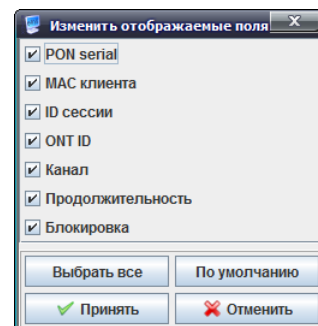 Изменить отображаемые поля X
PON serial
MAC клиента
ID сессии
ONT ID
Канал
Продолжительность
Блокировка
Выбрать все По умолчанию
Принять Отменить